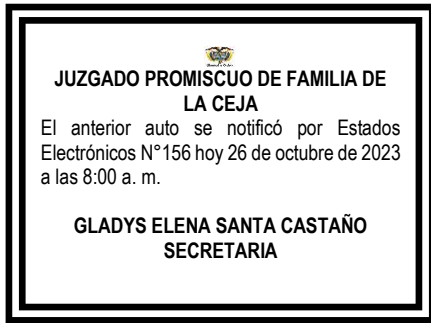 JUZGADO PROMISCUO DE FAMILIA DE
LA CEJA
El anterior auto se notificó por Estados
Electrónicos N°156 hoy 26 de octubre de 2023
a las 8:00 a. m.
GLADYS ELENA SANTA CASTAÑO
SECRETARIA